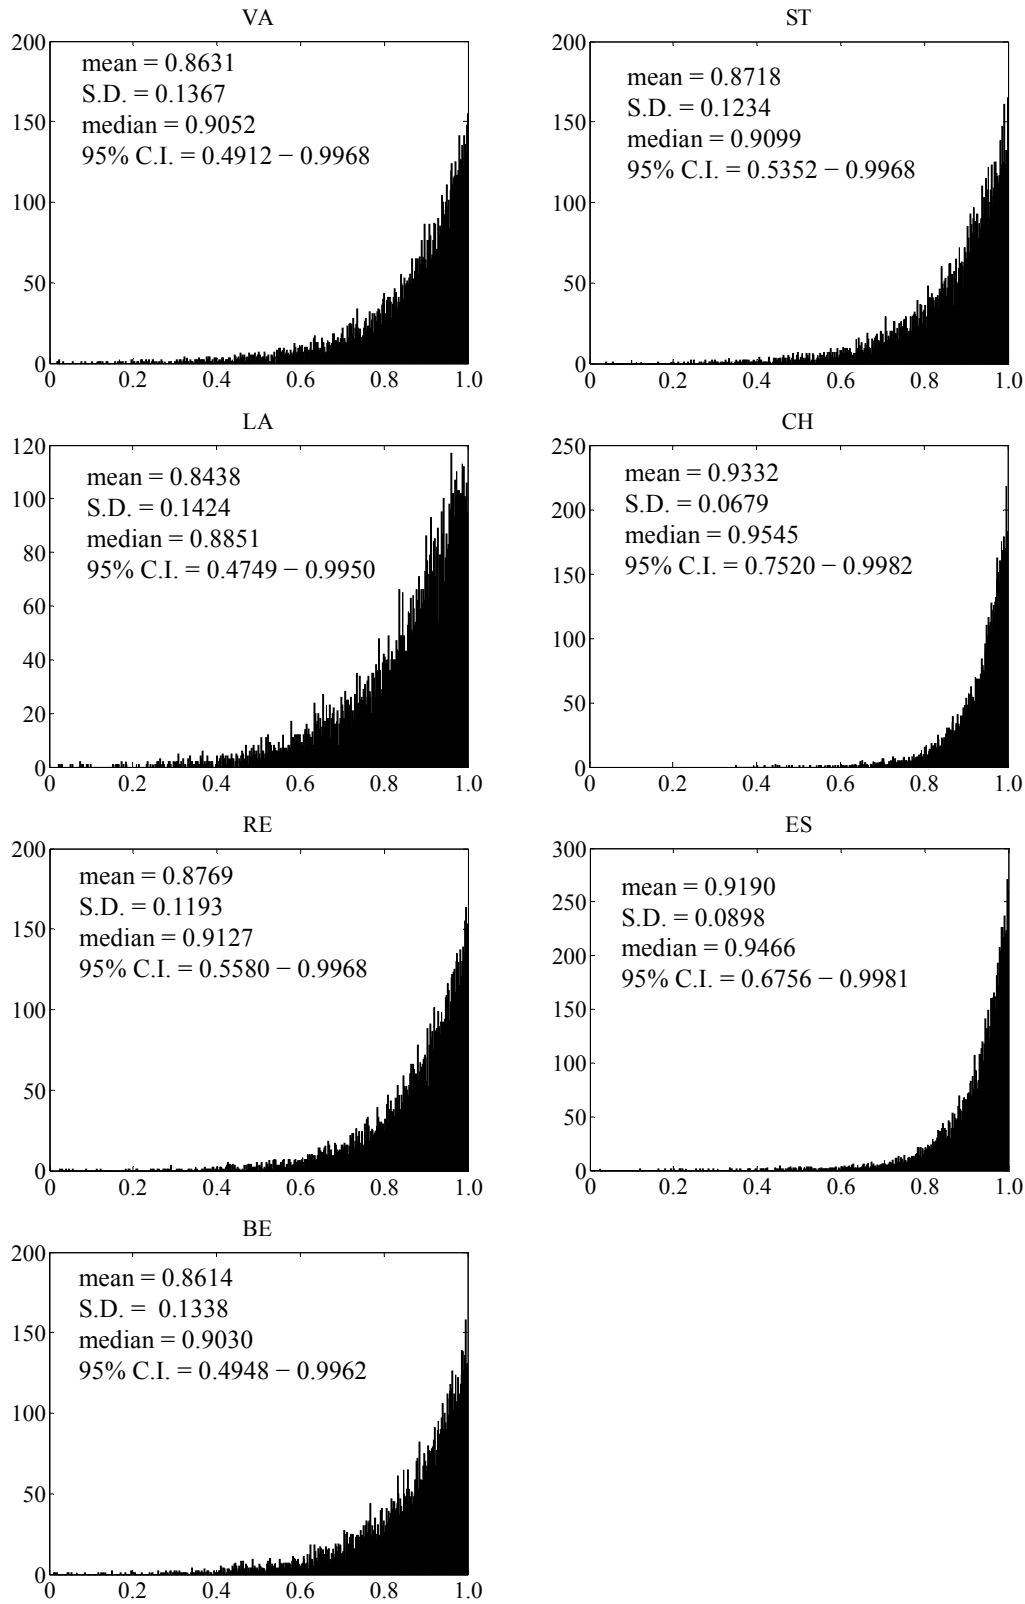 VA
200
150
100
50
0
mean = 0.8631
S.D. = 0.1367
median = 0.9052
95% C.I. = 0.4912 − 0.9968
0 0.2 0.4 0.6 0.8 1.0
ST
200
150
100
50
0
mean = 0.8718
S.D. = 0.1234
median = 0.9099
95% C.I. = 0.5352 − 0.9968
0 0.2 0.4 0.6 0.8 1.0
LA
120
100
80
60
40
20
0
mean = 0.8438
S.D. = 0.1424
median = 0.8851
95% C.I. = 0.4749 − 0.9950
0 0.2 0.4 0.6 0.8 1.0
CH
250
200
150
100
50
0
mean = 0.9332
S.D. = 0.0679
median = 0.9545
95% C.I. = 0.7520 − 0.9982
0 0.2 0.4 0.6 0.8 1.0
RE
200
150
100
50
0
mean = 0.8769
S.D. = 0.1193
median = 0.9127
95% C.I. = 0.5580 − 0.9968
0 0.2 0.4 0.6 0.8 1.0
ES
300
250
200
150
100
50
0
mean = 0.9190
S.D. = 0.0898
median = 0.9466
95% C.I. = 0.6756 − 0.9981
0 0.2 0.4 0.6 0.8 1.0
BE
200
150
100
50
0
mean = 0.8614
S.D. =  0.1338
median = 0.9030
95% C.I. = 0.4948 − 0.9962
0 0.2 0.4 0.6 0.8 1.0